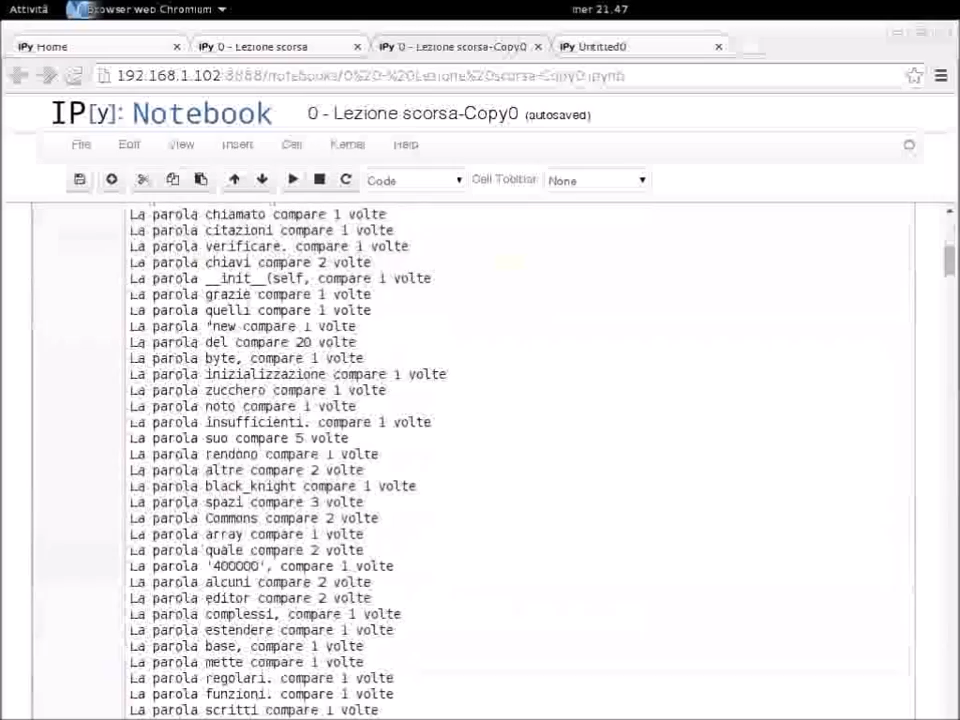 Attività Browser web Chromium mer 21.47
IPy Home IPy 0 - Lezione scorsa IPy 0 - Lezione scorsa-Copy0 IPy Untitled0
192.168.1.102:8888/notebooks/0%20-%20Lezione%20scorsa-Copy0.ipynb
IP[y]: Notebook 0 - Lezione scorsa-Copy0 (autosaved)
File Edit View Insert Cell Kernel Help
Code Cell Toolbar None
La parola chiamato compare 1 volte
La parola citazioni compare 1 volte
La parola verificare. compare 1 volte
La parola chiavi compare 2 volte
La parola __init__(self, compare 1 volte
La parola grazie compare 1 volte
La parola quelli compare 1 volte
La parola "new compare 1 volte
La parola del compare 20 volte
La parola byte, compare 1 volte
La parola inizializzazione compare 1 volte
La parola zucchero compare 1 volte
La parola noto compare 1 volte
La parola insufficienti. compare 1 volte
La parola suo compare 5 volte
La parola rendono compare 1 volte
La parola altre compare 2 volte
La parola black_knight compare 1 volte
La parola spazi compare 3 volte
La parola Commons compare 2 volte
La parola array compare 1 volte
La parola quale compare 2 volte
La parola '400000', compare 1 volte
La parola alcuni compare 2 volte
La parola editor compare 2 volte
La parola complessi, compare 1 volte
La parola estendere compare 1 volte
La parola base, compare 1 volte
La parola mette compare 1 volte
La parola regolari. compare 1 volte
La parola funzioni. compare 1 volte
La parola scritti compare 1 volte